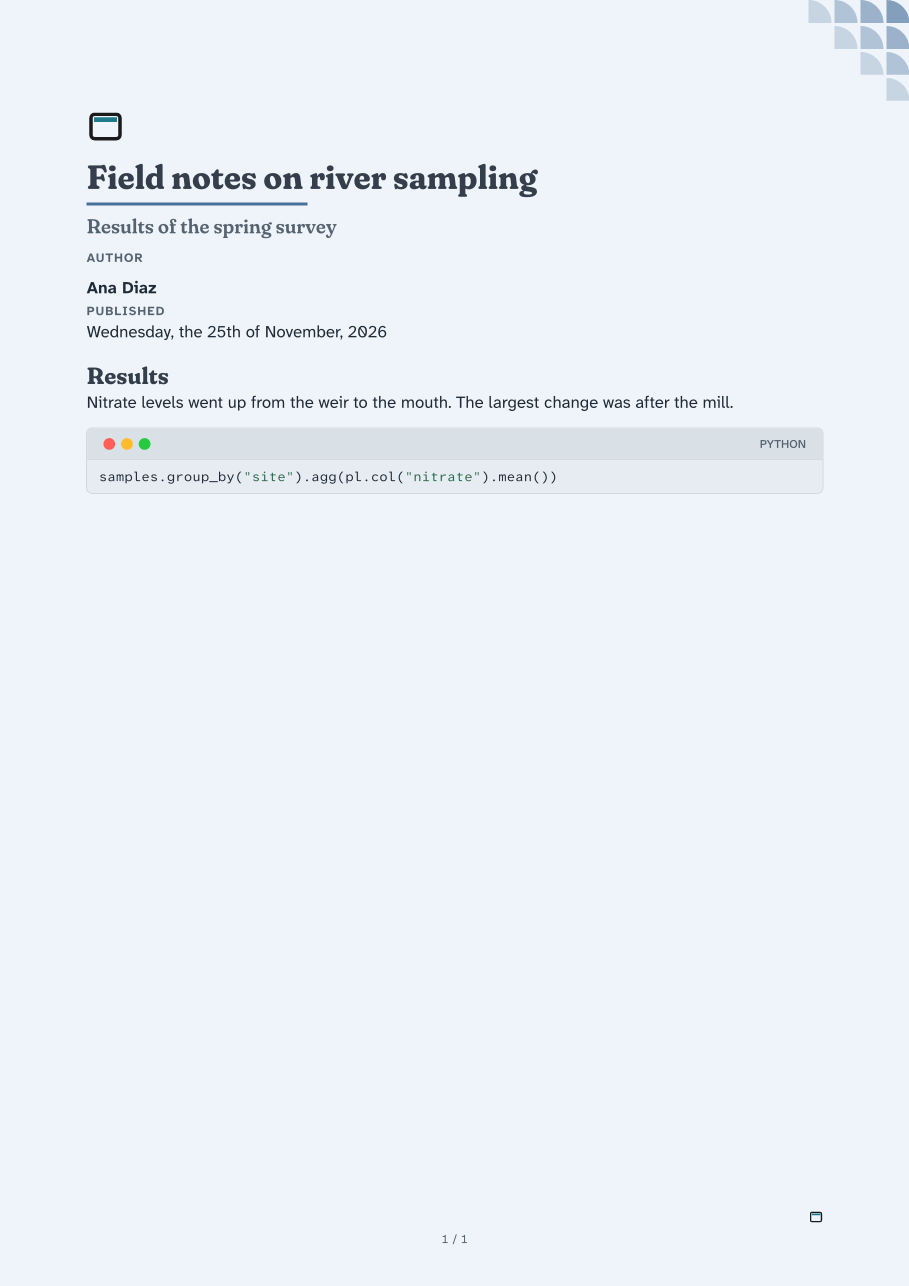 Field notes on river sampling
Results of the spring survey
AUTHOR
Ana Diaz
PUBLISHED
Wednesday, the 25th of November, 2026
Results
Nitrate levels went up from the weir to the mouth. The largest change was after the mill.
PYTHON
samples.group_by("site").agg(pl.col("nitrate").mean())
1 / 1